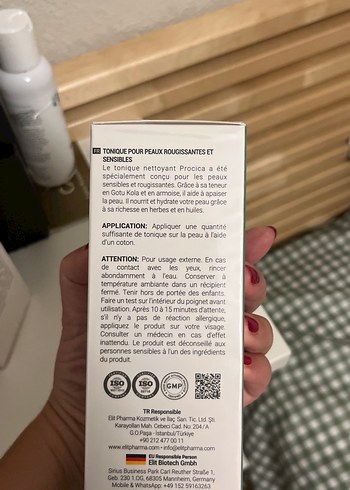 FR TONIQUE POUR PEAUX ROUGISSANTES ET
SENSIBLES
Le tonique nettoyant Procica a été
spécialement conçu pour les peaux
sensibles et rougissantes. Grâce à sa teneur
en Gotu Kola et en armoise, il aide à apaiser
la peau. Il nourrit et hydrate votre peau grâce
à sa richesse en herbes et en huiles.
APPLICATION: Appliquer une quantité
suffisante de tonique sur la peau à l'aide
d'un coton.
ATTENTION: Pour usage externe. En cas
de contact avec les yeux, rincer
abondamment à l'eau. Conserver à
température ambiante dans un récipient
fermé. Tenir hors de portée des enfants.
Faire un test sur l'intérieur du poignet avant
utilisation. Après 10 à 15 minutes d'attente,
s'il n'y a pas de réaction allergique,
appliquez le produit sur votre visage.
Consulter un médecin en cas d'effet
inattendu. Le produit est déconseillé aux
personnes sensibles à l'un des ingrédients
du produit.
ISO
ISO
GMP
TR Responsible
Elit Pharma Kozmetik ve İlaç San. Tic. Ltd. Şti.
Karayolları Mah. Cebeci Cad. No: 204/A
G.O.Paşa - İstanbul/Türkiye
+90 212 477 00 11
www.elitpharma.com • info@elitpharma.com
EU Responsible Person
Elit Biotech Gmbh
Sirius Business Park Carl Reuther Straße 1,
Geb. 230 1.OG, 68305 Mannheim, Germany
Mobile & WhatsApp: +49 152 59163263